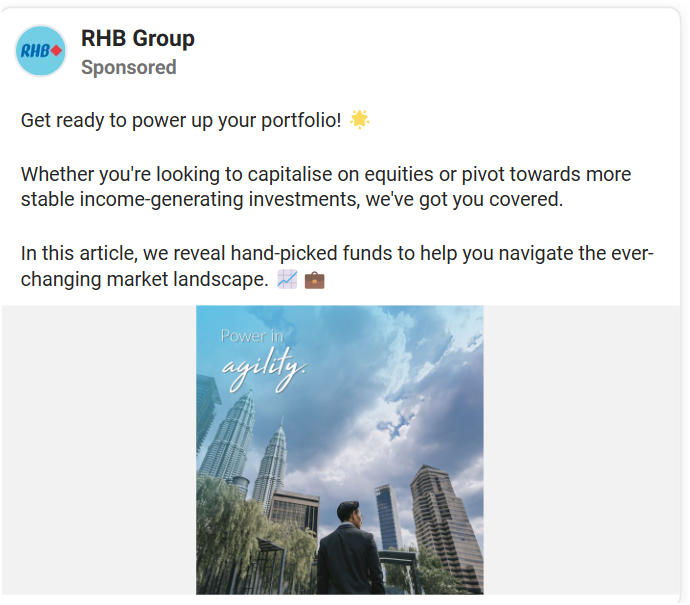 RHB
RHB Group
Sponsored
Get ready to power up your portfolio! 🌟
Whether you're looking to capitalise on equities or pivot towards more
stable income-generating investments, we've got you covered.
In this article, we reveal hand-picked funds to help you navigate the ever-
changing market landscape. 📈 💼
Power in
agility.